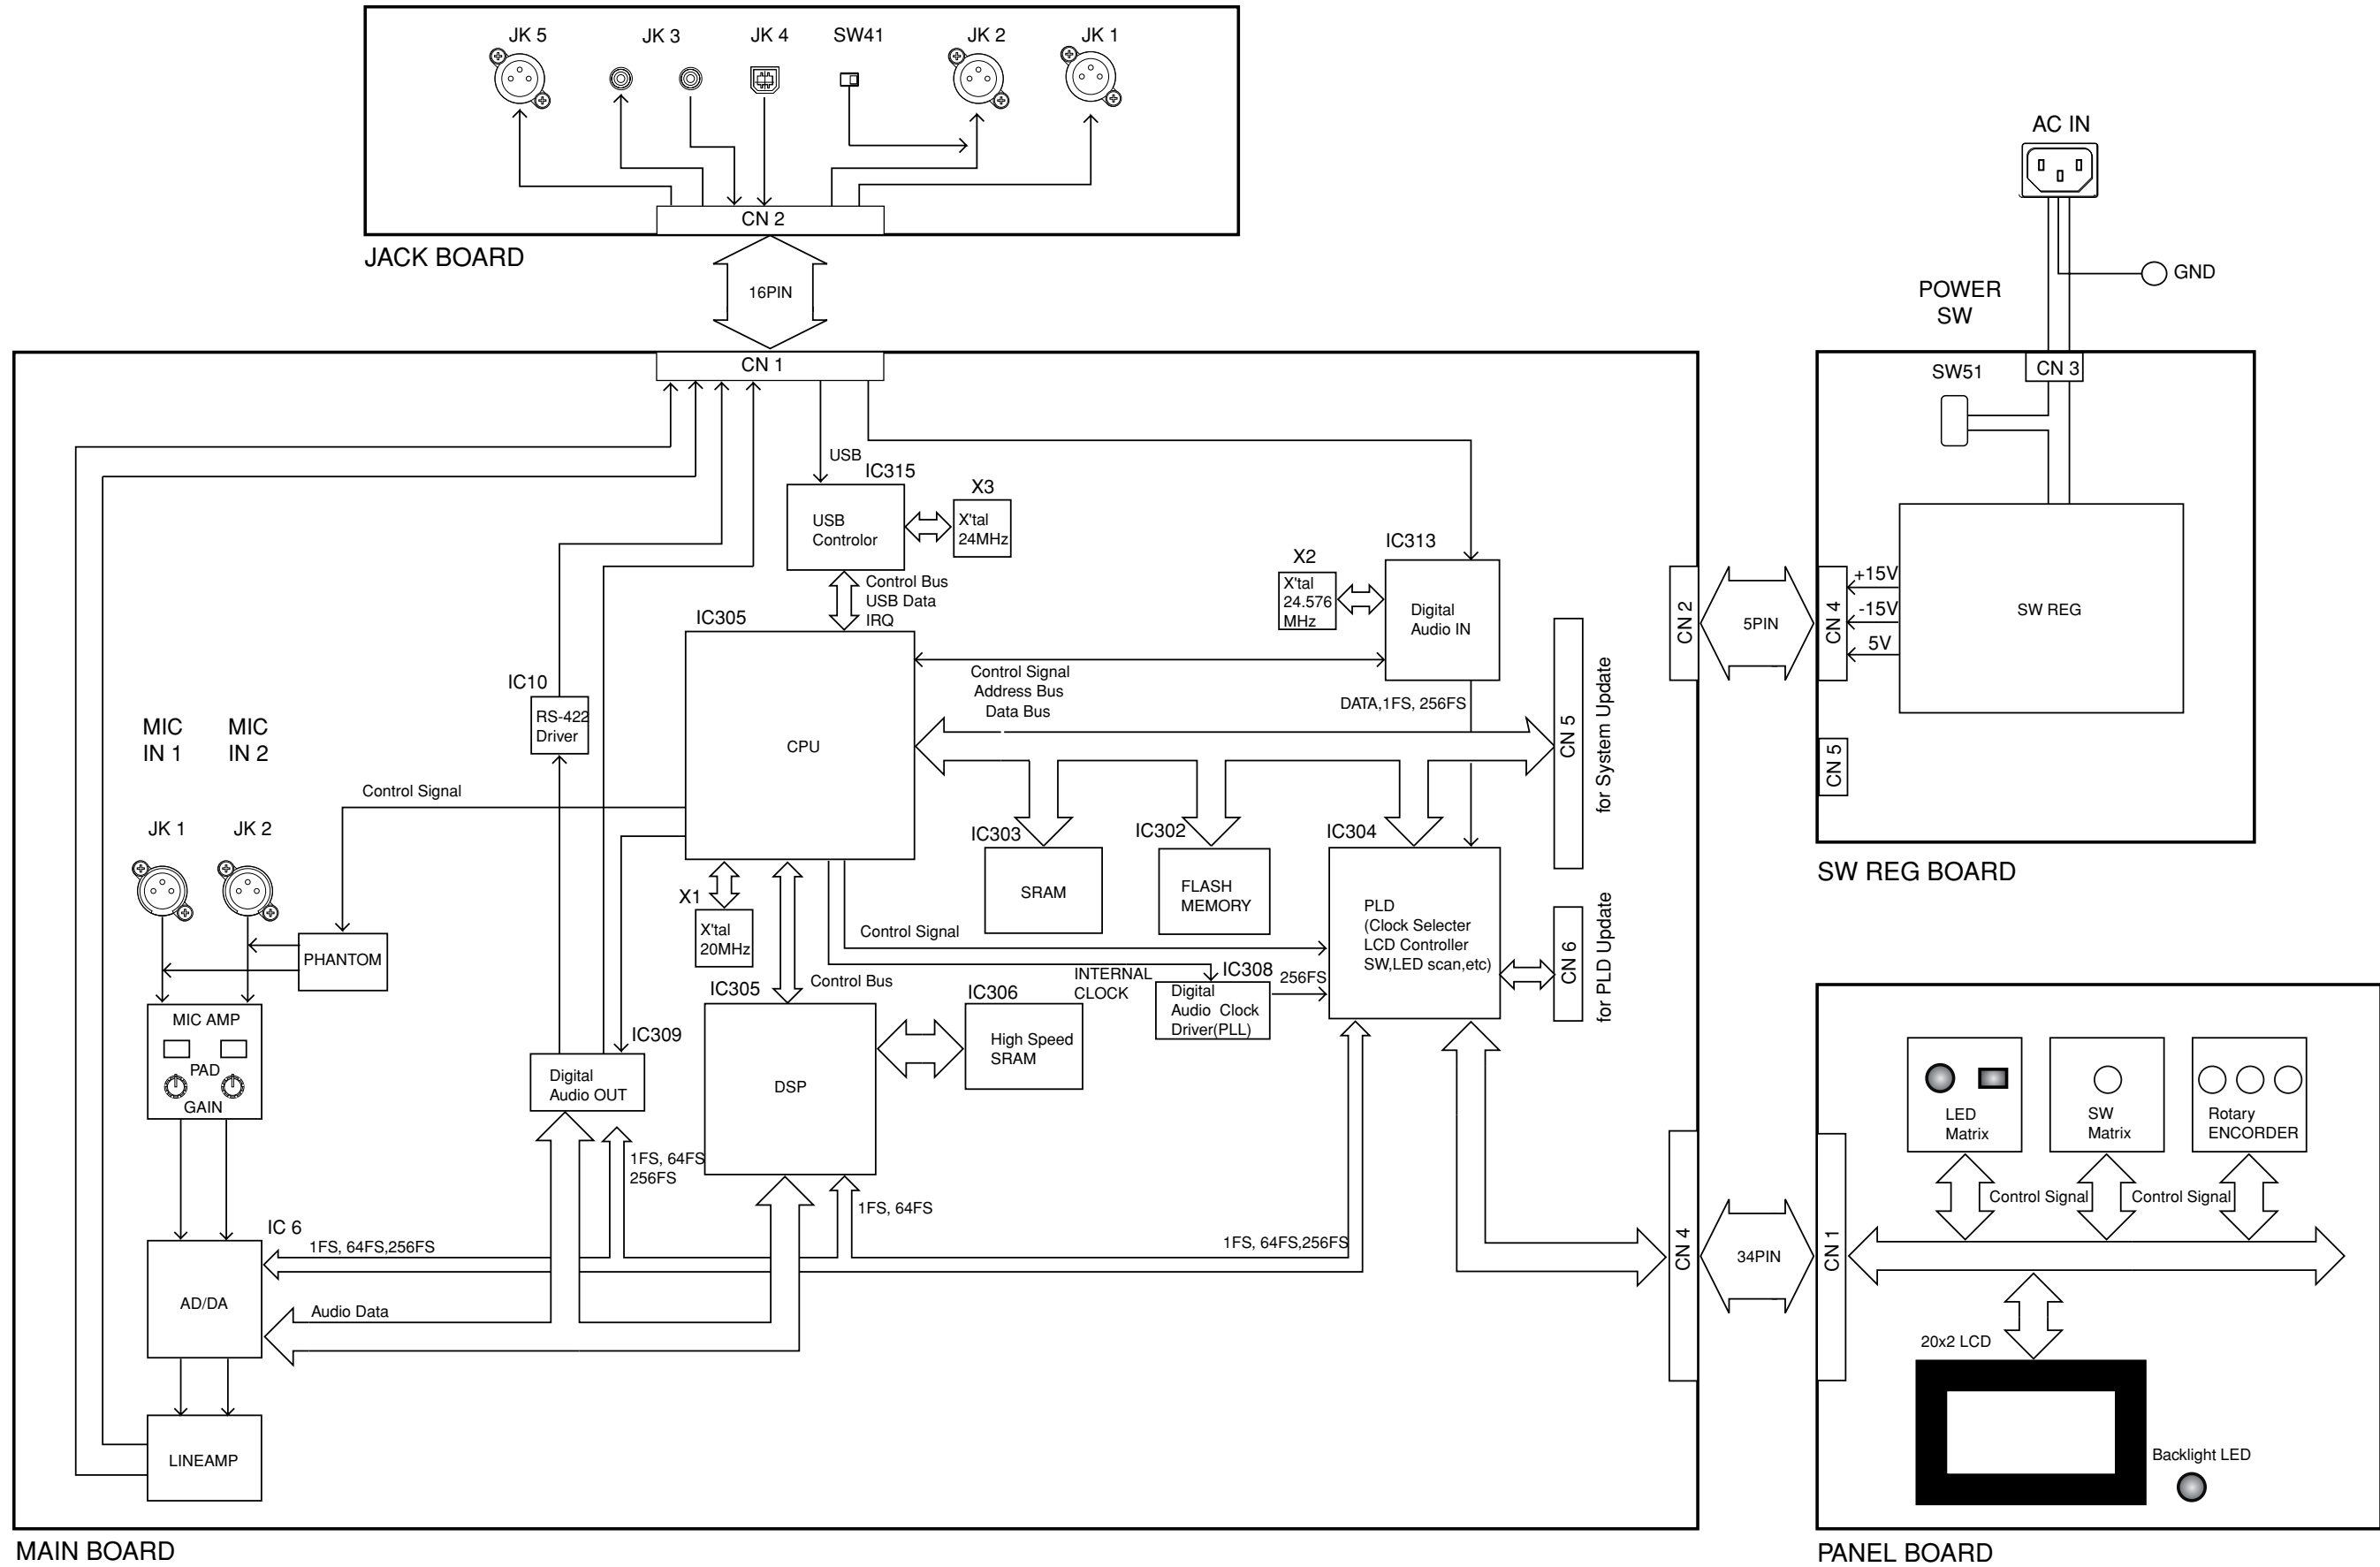 JK 5
JK 3
JK 4
SW41
JK 2
JK 1
CN 2
JACK BOARD
16PIN
AC IN
GND
POWER
SW
CN 1
USB
IC315
USB
Controlor
X3
X'tal
24MHz
Control Bus
USB Data
IRQ
IC313
X2
X'tal
24.576
MHz
Digital
Audio IN
IC305
CPU
Control Signal
Address Bus
Data Bus
DATA,1FS, 256FS
CN 5
for System Update
CN 2
5PIN
IC10
RS-422
Driver
MIC
IN 1
MIC
IN 2
Control Signal
JK 1
JK 2
PHANTOM
MIC AMP
PAD
GAIN
X1
X'tal
20MHz
IC303
SRAM
IC302
FLASH
MEMORY
IC304
PLD
(Clock Selecter
LCD Controller
SW,LED scan,etc)
CN 6
for PLD Update
Control Signal
INTERNAL
CLOCK
IC308
Digital
Audio Clock
Driver(PLL)
256FS
Control Bus
IC305
DSP
IC306
High Speed
SRAM
IC309
Digital
Audio OUT
1FS, 64FS
256FS
1FS, 64FS
1FS, 64FS,256FS
IC 6
1FS, 64FS,256FS
AD/DA
Audio Data
LINEAMP
CN 4
34PIN
MAIN BOARD
CN 3
SW51
SW REG
CN 4
+15V
-15V
5V
CN 5
SW REG BOARD
LED
Matrix
SW
Matrix
Rotary
ENCORDER
Control Signal
Control Signal
CN 1
20x2 LCD
Backlight LED
PANEL BOARD